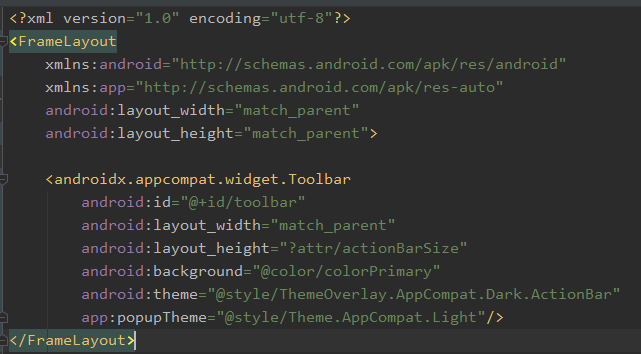 <?xml version="1.0" encoding="utf-8"?>
<FrameLayout
xmlns:android="http://schemas.android.com/apk/res/android"
xmlns:app="http://schemas.android.com/apk/res-auto"
android:layout_width="match_parent"
android:layout_height="match_parent">
<androidx.appcompat.widget.Toolbar
android:id="@+id/toolbar"
android:layout_width="match_parent"
android:layout_height="?attr/actionBarSize"
android:background="@color/colorPrimary"
android:theme="@style/ThemeOverlay.AppCompat.Dark.ActionBar"
app:popupTheme="@style/Theme.AppCompat.Light"/>
</FrameLayout>